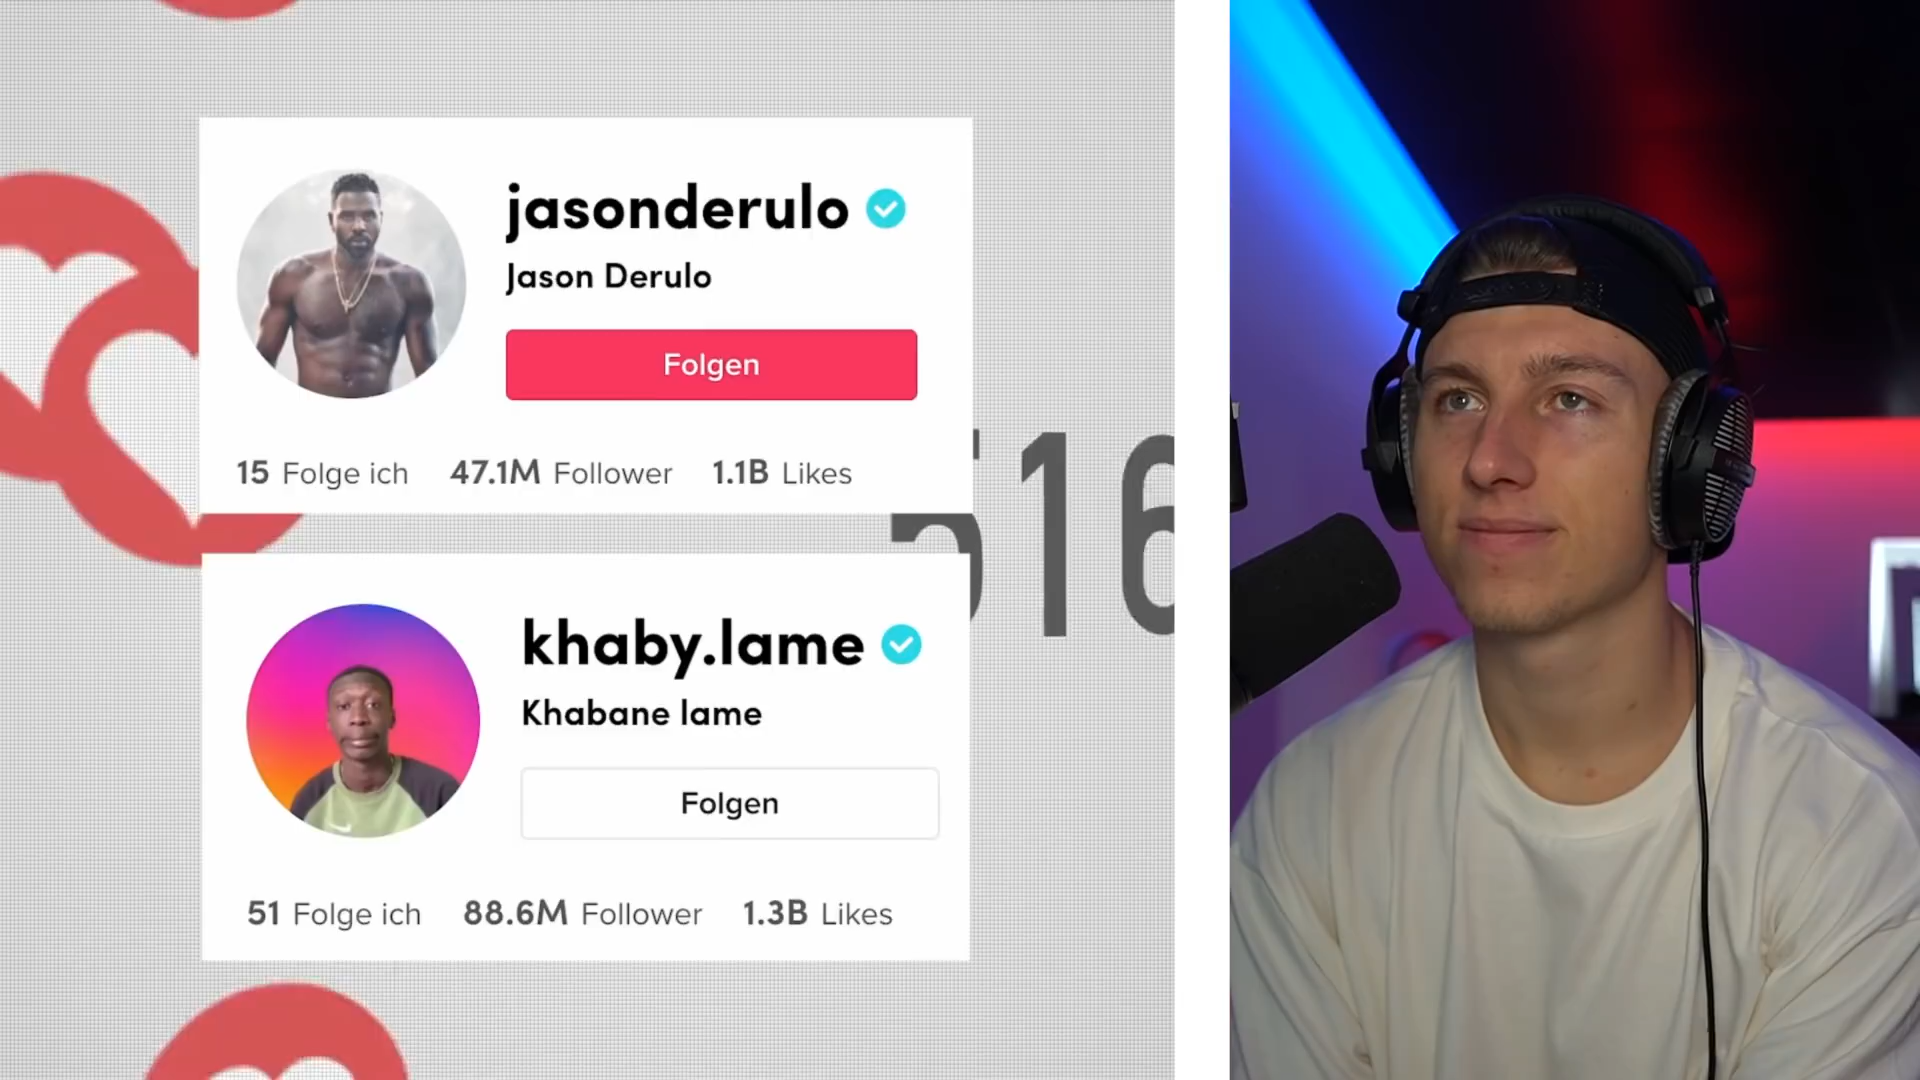 jasonderulo
Jason Derulo
Folgen
15 Folge ich 47.1M Follower 1.1B Likes
516
khaby.lame
Khabane lame
Folgen
51 Folge ich 88.6M Follower 1.3B Likes